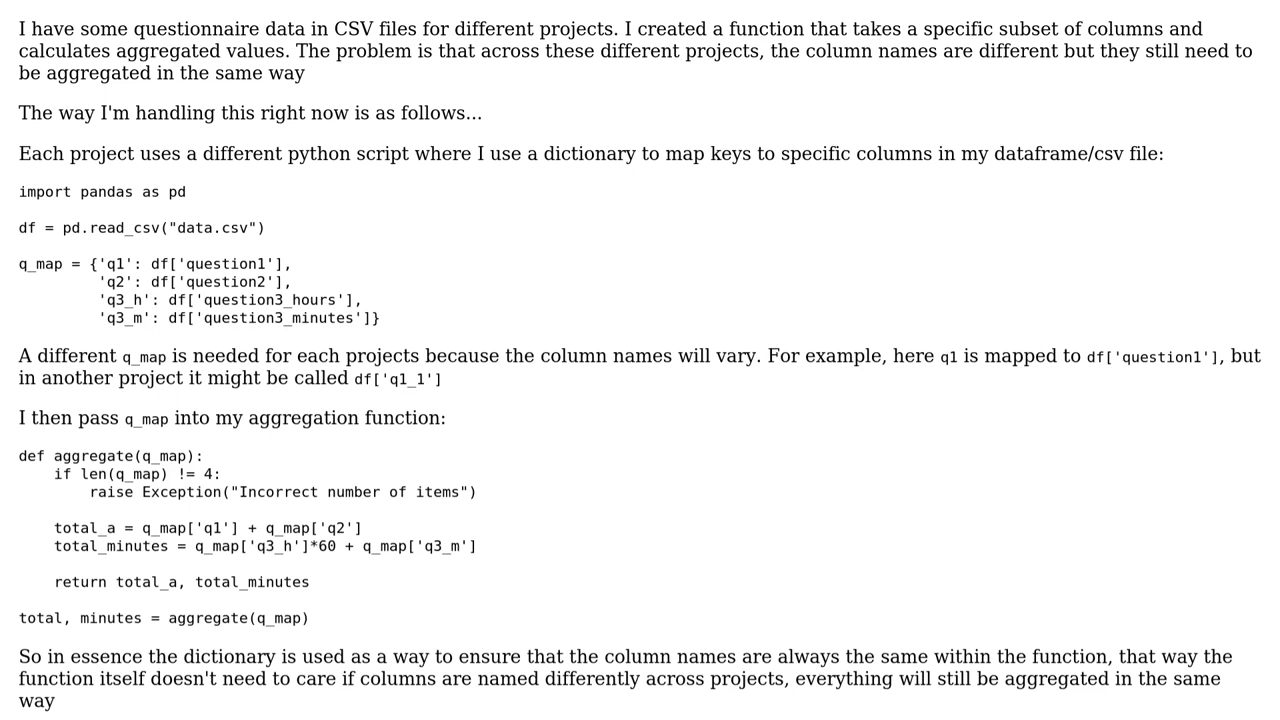 I have some questionnaire data in CSV files for different projects. I created a function that takes a specific subset of columns and
calculates aggregated values. The problem is that across these different projects, the column names are different but they still need to
be aggregated in the same way
The way I'm handling this right now is as follows...
Each project uses a different python script where I use a dictionary to map keys to specific columns in my dataframe/csv file:
import pandas as pd
df = pd.read_csv("data.csv")
q_map = {'q1': df['question1'],
         'q2': df['question2'],
         'q3_h': df['question3_hours'],
         'q3_m': df['question3_minutes']}
A different q_map is needed for each projects because the column names will vary. For example, here q1 is mapped to df['question1'], but
in another project it might be called df['q1_1']
I then pass q_map into my aggregation function:
def aggregate(q_map):
    if len(q_map) != 4:
        raise Exception("Incorrect number of items")
    total_a = q_map['q1'] + q_map['q2']
    total_minutes = q_map['q3_h']*60 + q_map['q3_m']
    return total_a, total_minutes
total, minutes = aggregate(q_map)
So in essence the dictionary is used as a way to ensure that the column names are always the same within the function, that way the
function itself doesn't need to care if columns are named differently across projects, everything will still be aggregated in the same
way